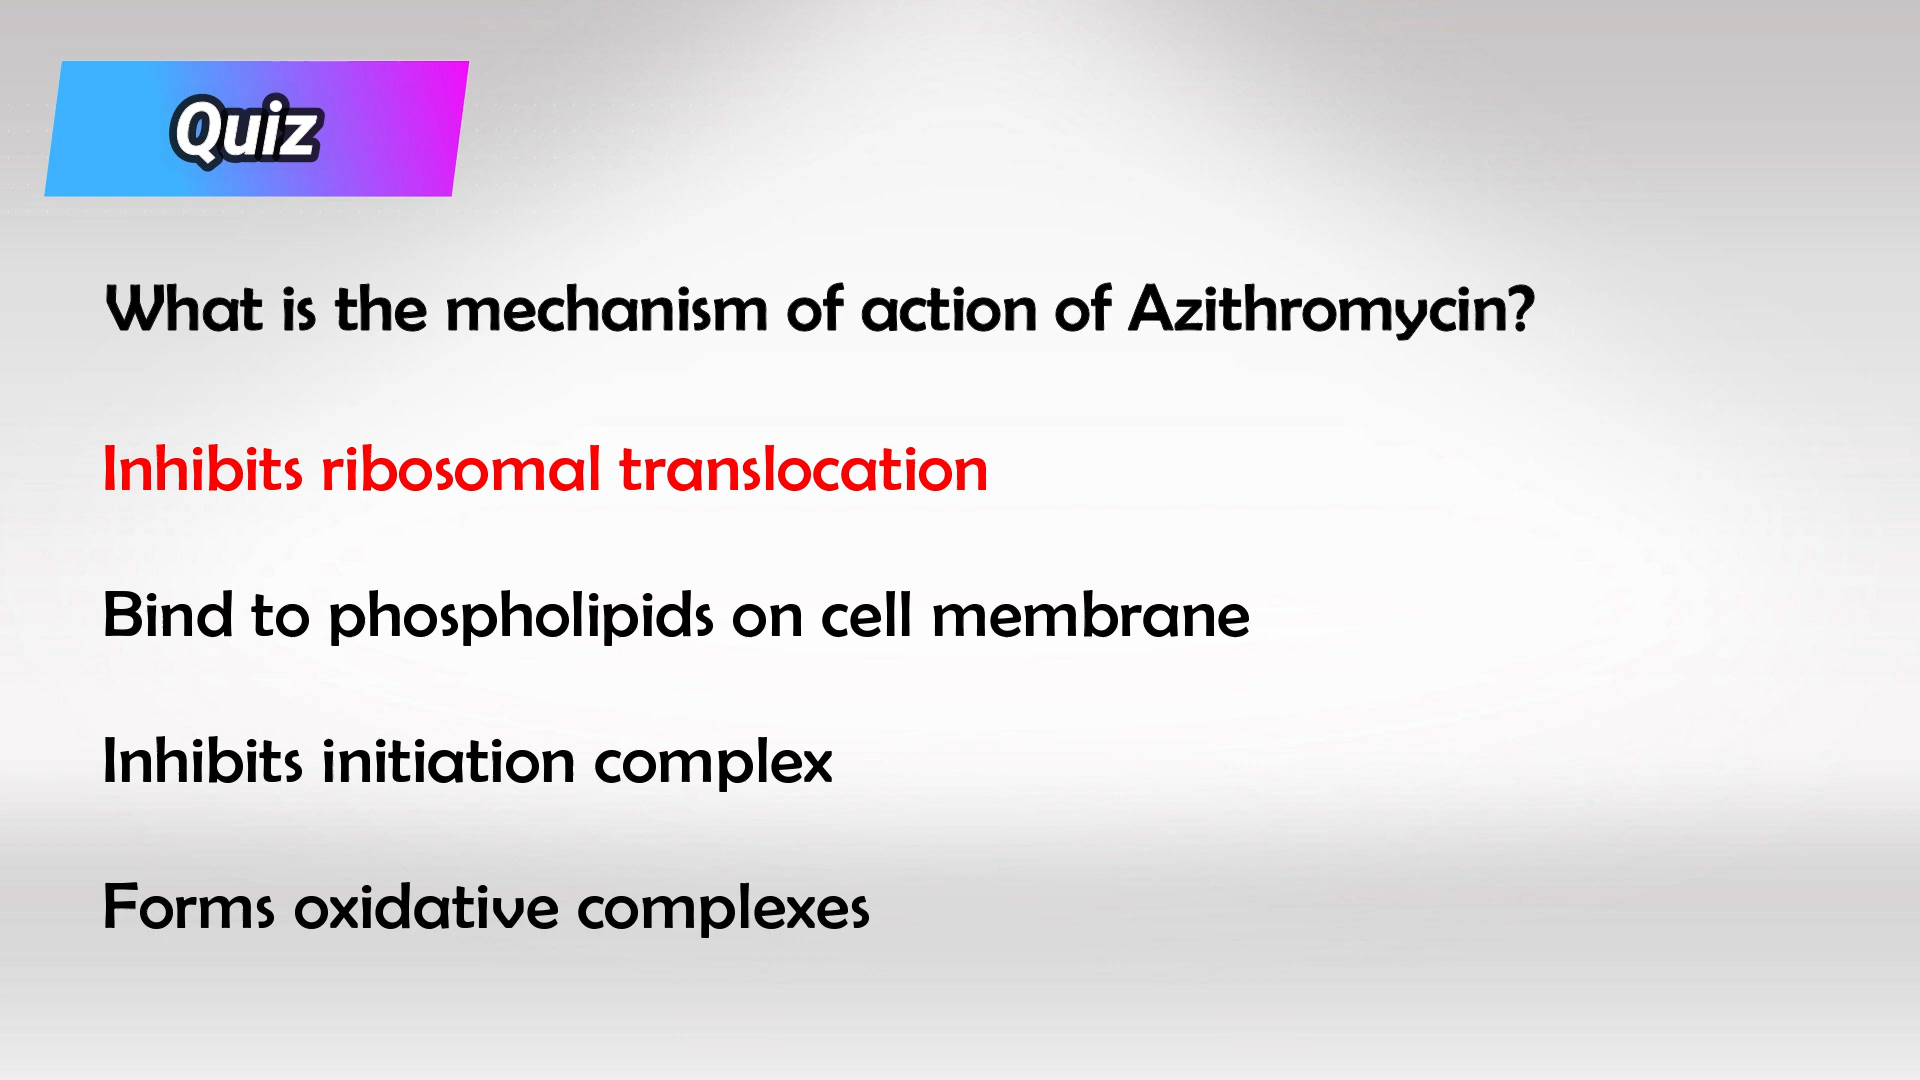 Quiz
What is the mechanism of action of Azithromycin?
Inhibits ribosomal translocation
Bind to phospholipids on cell membrane
Inhibits initiation complex
Forms oxidative complexes